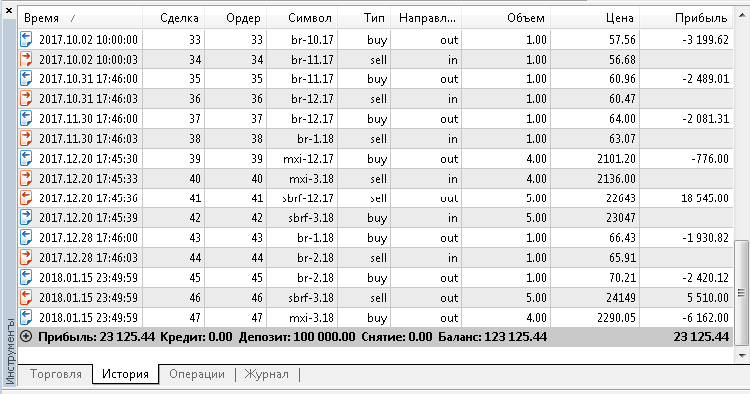 Время / Сделка Ордер Символ Тип Направл... Объем Цена Прибыль
2017.10.02 10:00:00 33 33 br-10.17 buy out 1.00 57.56 -3 199.62
2017.10.02 10:00:03 34 34 br-11.17 sell in 1.00 56.68
2017.10.31 17:46:00 35 35 br-11.17 buy out 1.00 60.96 -2 489.01
2017.10.31 17:46:03 36 36 br-12.17 sell in 1.00 60.47
2017.11.30 17:46:00 37 37 br-12.17 buy out 1.00 64.00 -2 081.31
2017.11.30 17:46:03 38 38 br-1.18 sell in 1.00 63.07
2017.12.20 17:45:30 39 39 mxi-12.17 buy out 4.00 2101.20 -776.00
2017.12.20 17:45:33 40 40 mxi-3.18 sell in 4.00 2136.00
2017.12.20 17:45:36 41 41 sbrf-12.17 sell out 5.00 22643 18 545.00
2017.12.20 17:45:39 42 42 sbrf-3.18 buy in 5.00 23047
2017.12.28 17:46:00 43 43 br-1.18 buy out 1.00 66.43 -1 930.82
2017.12.28 17:46:03 44 44 br-2.18 sell in 1.00 65.91
2018.01.15 23:49:59 45 45 br-2.18 buy out 1.00 70.21 -2 420.12
2018.01.15 23:49:59 46 46 sbrf-3.18 sell out 5.00 24149 5 510.00
2018.01.15 23:49:59 47 47 mxi-3.18 buy out 4.00 2290.05 -6 162.00
Прибыль: 23 125.44 Кредит: 0.00 Депозит: 100 000.00 Снятие: 0.00 Баланс: 123 125.44 23 125.44
Торговля История Операции Журнал
Инструменты